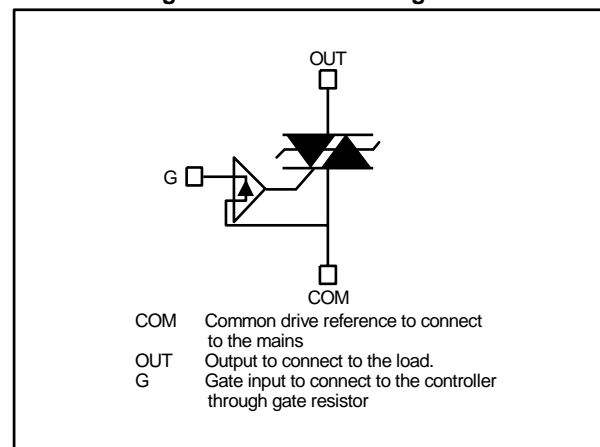 OUT
G
COM
COM Common drive reference to connect
to the mains
OUT Output to connect to the load.
G Gate input to connect to the controller
through gate resistor